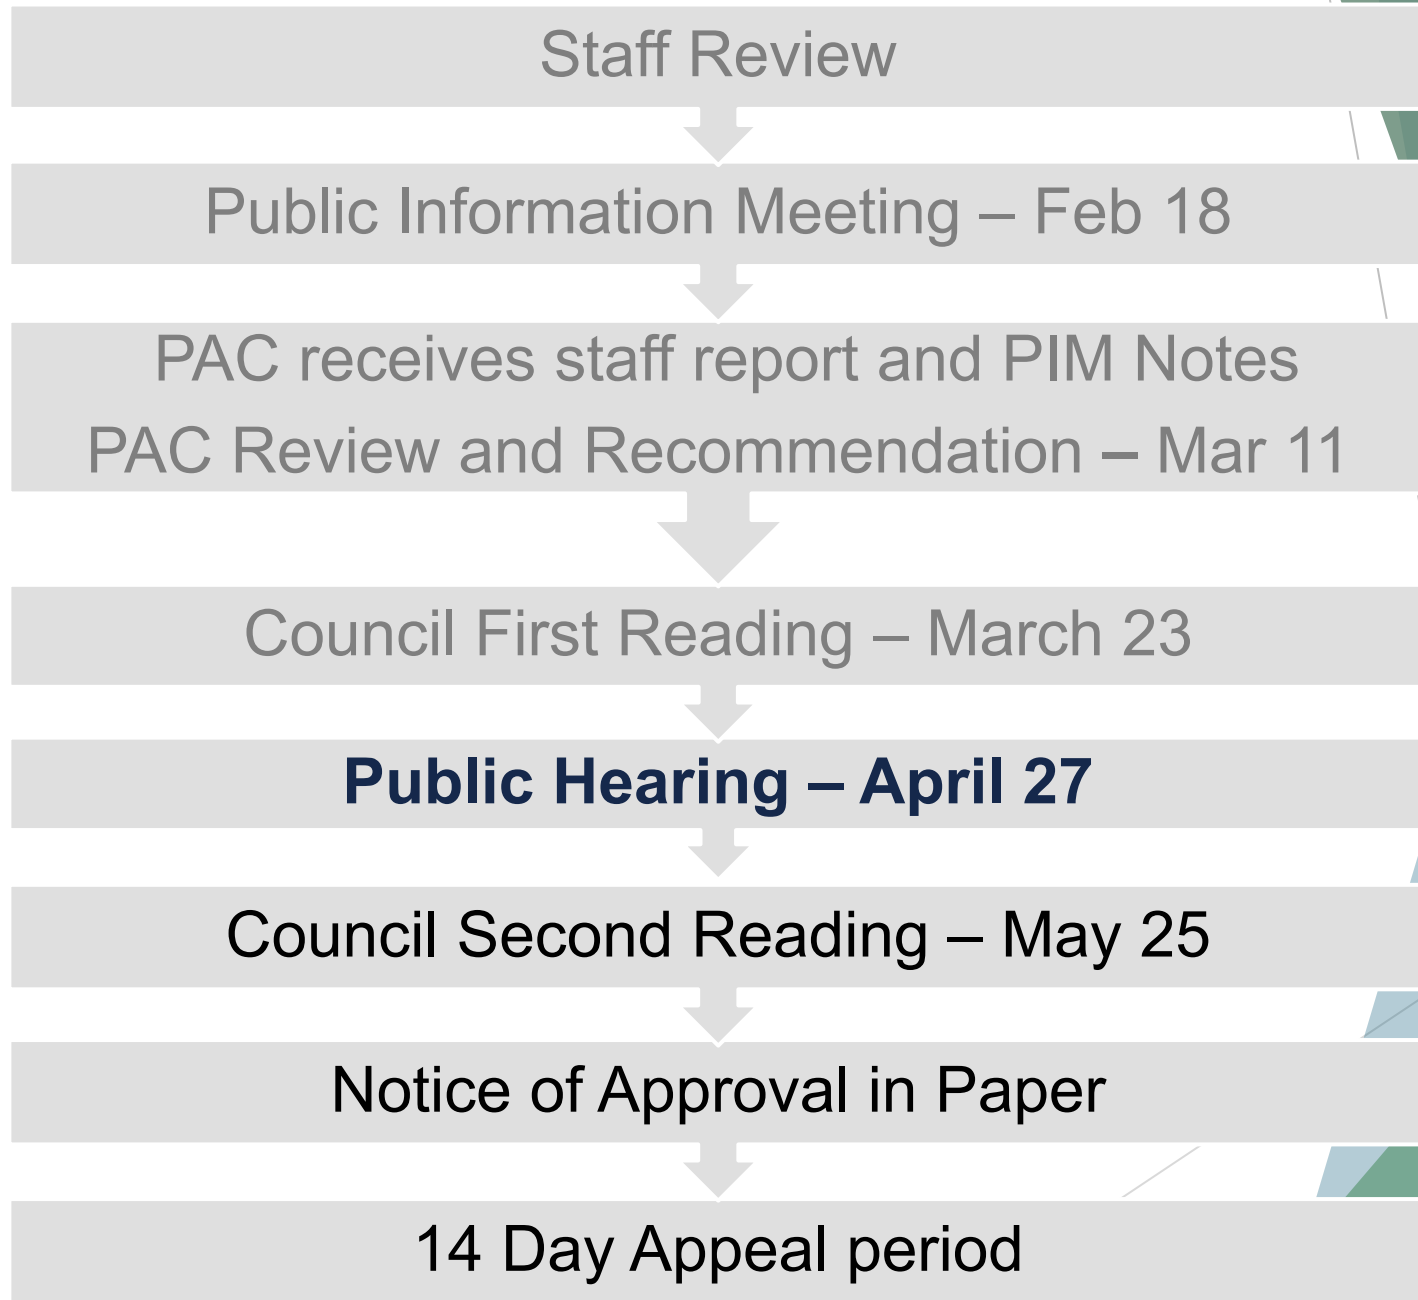 Staff Review
Public Information Meeting – Feb 18
PAC receives staff report and PIM Notes
PAC Review and Recommendation – Mar 11
Council First Reading – March 23
Public Hearing – April 27
Council Second Reading – May 25
Notice of Approval in Paper
14 Day Appeal period